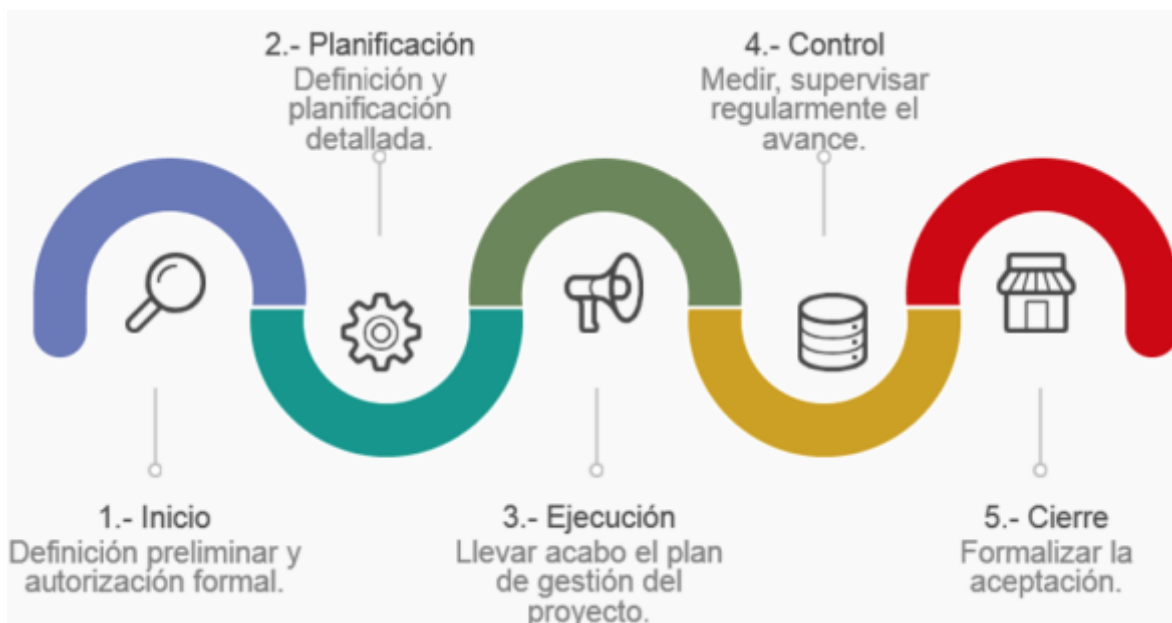 2.- Planificación
Definición y
planificación
detallada.
4.- Control
Medir, supervisar
regularmente el
avance.
1.- Inicio
Definición preliminar y
autorización formal.
3.- Ejecución
Llevar acabo el plan
de gestión del
proyecto.
5.- Cierre
Formalizar la
aceptación.